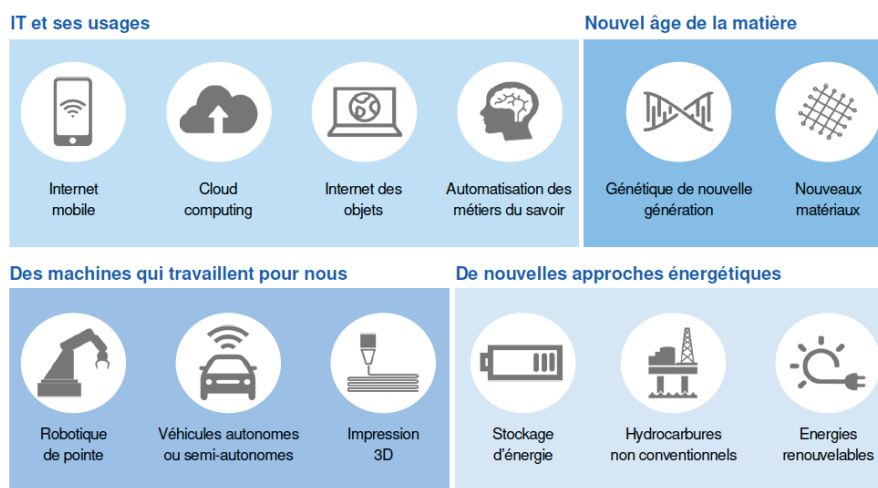 IT et ses usages
Nouvel âge de la matière
Internet
mobile
Cloud
computing
Internet des
objets
Automatisation des
métiers du savoir
Génétique de nouvelle
génération
Nouveaux
matériaux
Des machines qui travaillent pour nous
De nouvelles approches énergétiques
Robotique
de pointe
Véhicules autonomes
ou semi-autonomes
Impression
3D
Stockage
d'énergie
Hydrocarbures
non conventionnels
Energies
renouvelables